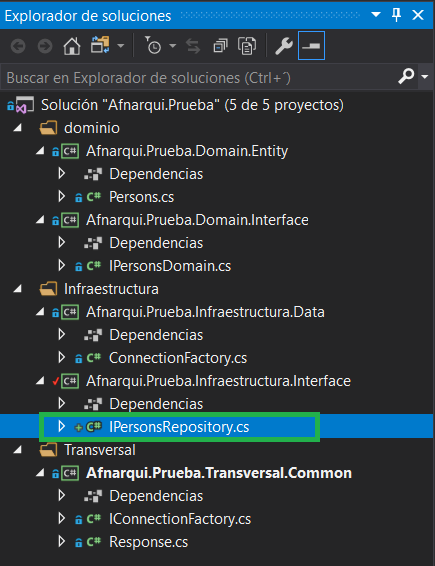 Explorador de soluciones
Buscar en Explorador de soluciones (Ctrl+´)
Solución "Afnarqui.Prueba" (5 de 5 proyectos)
dominio
C# Afnarqui.Prueba.Domain.Entity
Dependencias
C# Persons.cs
C# Afnarqui.Prueba.Domain.Interface
Dependencias
C# IPersonsDomain.cs
Infraestructura
C# Afnarqui.Prueba.Infraestructura.Data
Dependencias
C# ConnectionFactory.cs
C# Afnarqui.Prueba.Infraestructura.Interface
Dependencias
C# IPersonsRepository.cs
Transversal
C# Afnarqui.Prueba.Transversal.Common
Dependencias
C# IConnectionFactory.cs
C# Response.cs